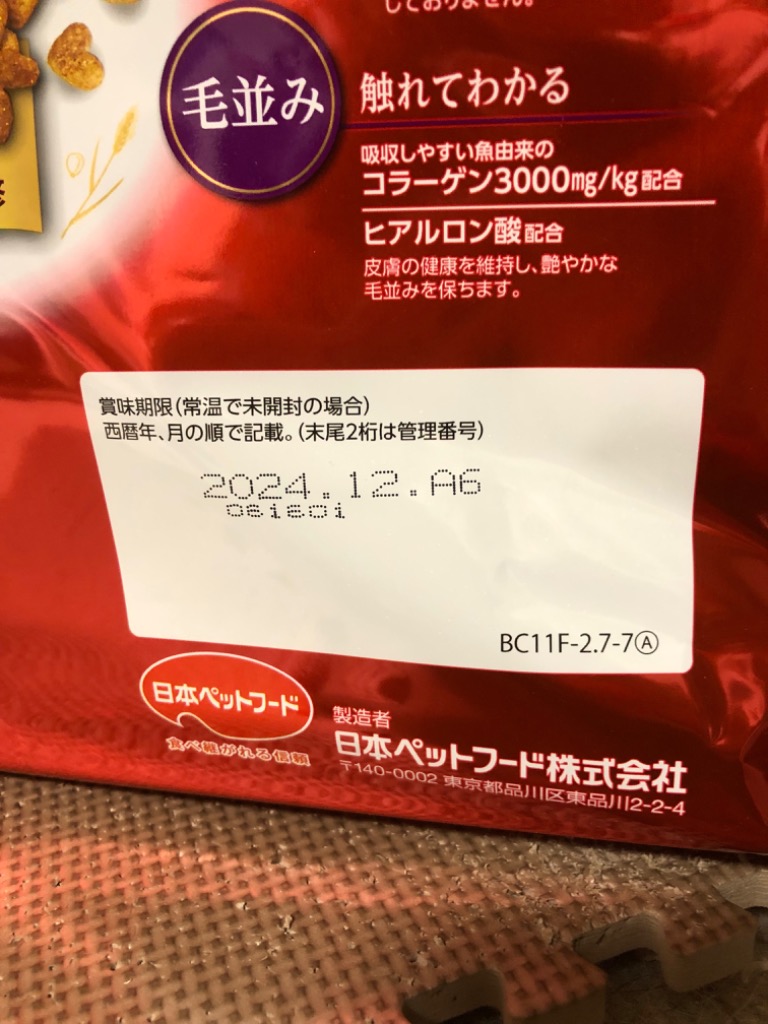 しておりません。
毛並み
触れてわかる
吸収しやすい魚由来の
コラーゲン3000mg/kg配合
ヒアルロン酸配合
皮膚の健康を維持し、艶やかな
毛並みを保ちます。
賞味期限(常温で未開封の場合)
西暦年、月の順で記載。(末尾2桁は管理番号)
2024.12.A6
BC11F-2.7-7Ⓐ
日本ペットフード
食べ継がれる信頼
製造者
日本ペットフード株式会社
〒140-0002 東京都品川区東品川2-2-4